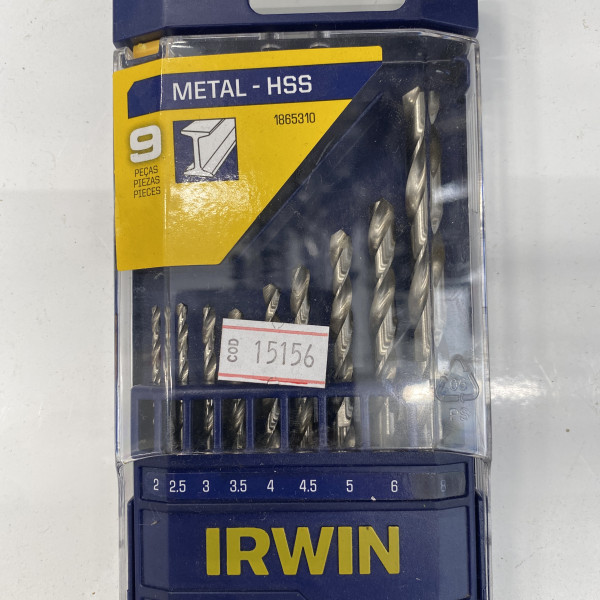 METAL - HSS
1865310
9
PEÇAS
PIEZAS
PIECES
COD 15156
PS
2 2.5 3 3.5 4 4.5 5 6 8
IRWIN